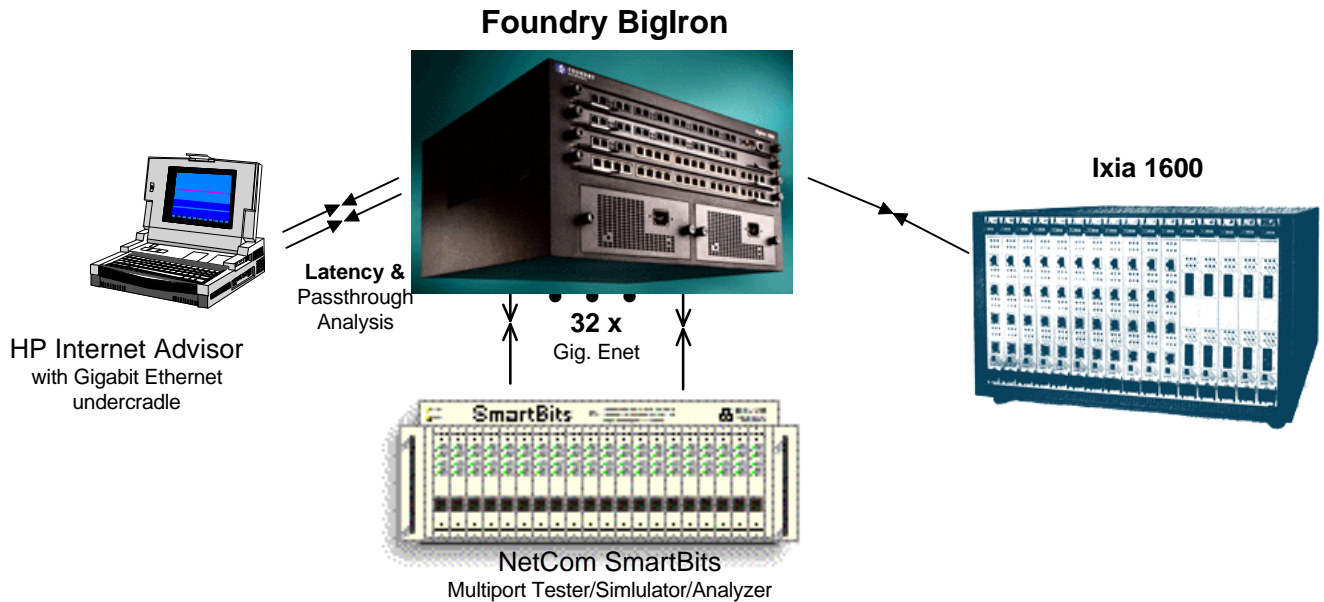 Foundry BigIron
FOUNDRY
Ixia 1600
Latency &
Passthrough
Analysis
32 x
Gig. Enet
HP Internet Advisor
with Gigabit Ethernet
undercradle
SmartBits
NetCom SmartBits
Multiport Tester/Simlulator/Analyzer